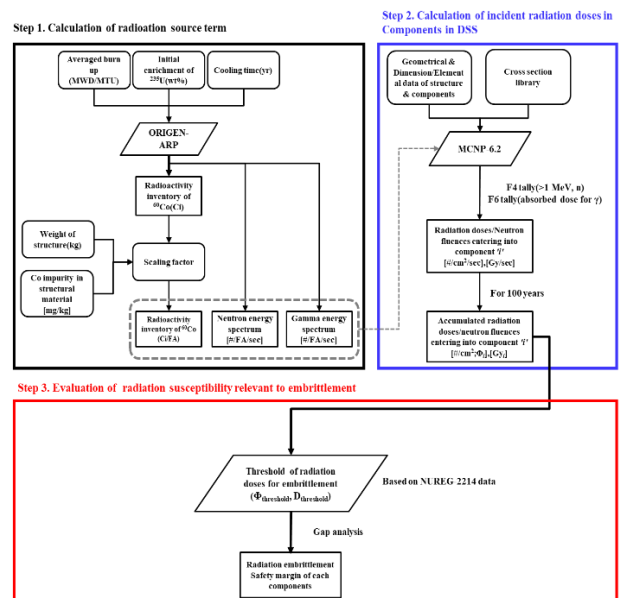 Step 1. Calculation of radioation source term
Averaged burn
up
(MWD/MTU)
Initial
enrichment of
²³⁵U(wt%)
Cooling time(yr)
ORIGEN-
ARP
Radioactivity
inventory of
⁶⁰Co(Ci)
Weight of
structure(kg)
Co impurity in
structural
material
[mg/kg]
Scaling factor
Radioactivity
inventory of ⁶⁰Co
(Ci/FA)
Neutron energy
spectrum
[#/FA/sec]
Gamma energy
spectrum
[#/FA/sec]
Step 2. Calculation of incident radiation doses in
Components in DSS
Geometrical &
Dimension/Element
al data of structure
& components
Cross section
library
MCNP 6.2
F4 tally(>1 MeV, n)
F6 tally(absorbed dose for γ)
Radiation doses/Neutron
fluences entering into
component 'i'
[#/cm²/sec],[Gy/sec]
For 100 years
Accumulated radiation
doses/neutron fluences
entering into component 'i'
[#/cm²;Φᵢ],[Gyᵢ]
Step 3. Evaluation of radiation susceptibility relevant to embrittlement
Threshold of radiation
doses for embrittlement
(Φthreshold, Dthreshold)
Based on NUREG 2214 data
Gap analysis
Radiation embrittlement
Safety margin of each
components